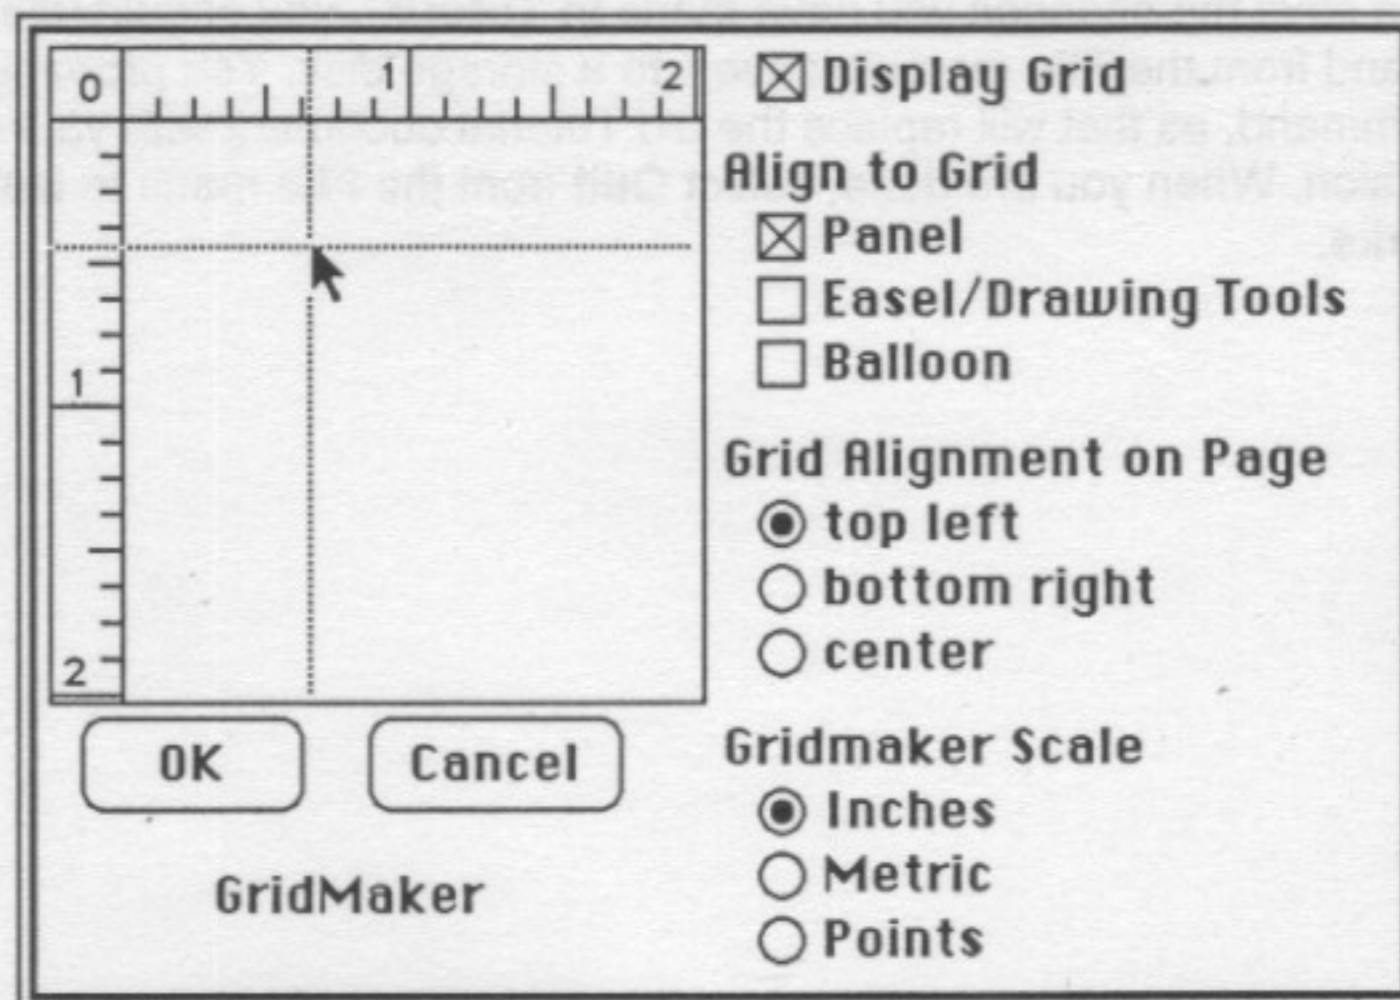 0 1 2
1
2
Display Grid
Align to Grid
Panel
Easel/Drawing Tools
Balloon
Grid Alignment on Page
top left
bottom right
center
Gridmaker Scale
Inches
Metric
Points
OK Cancel
GridMaker